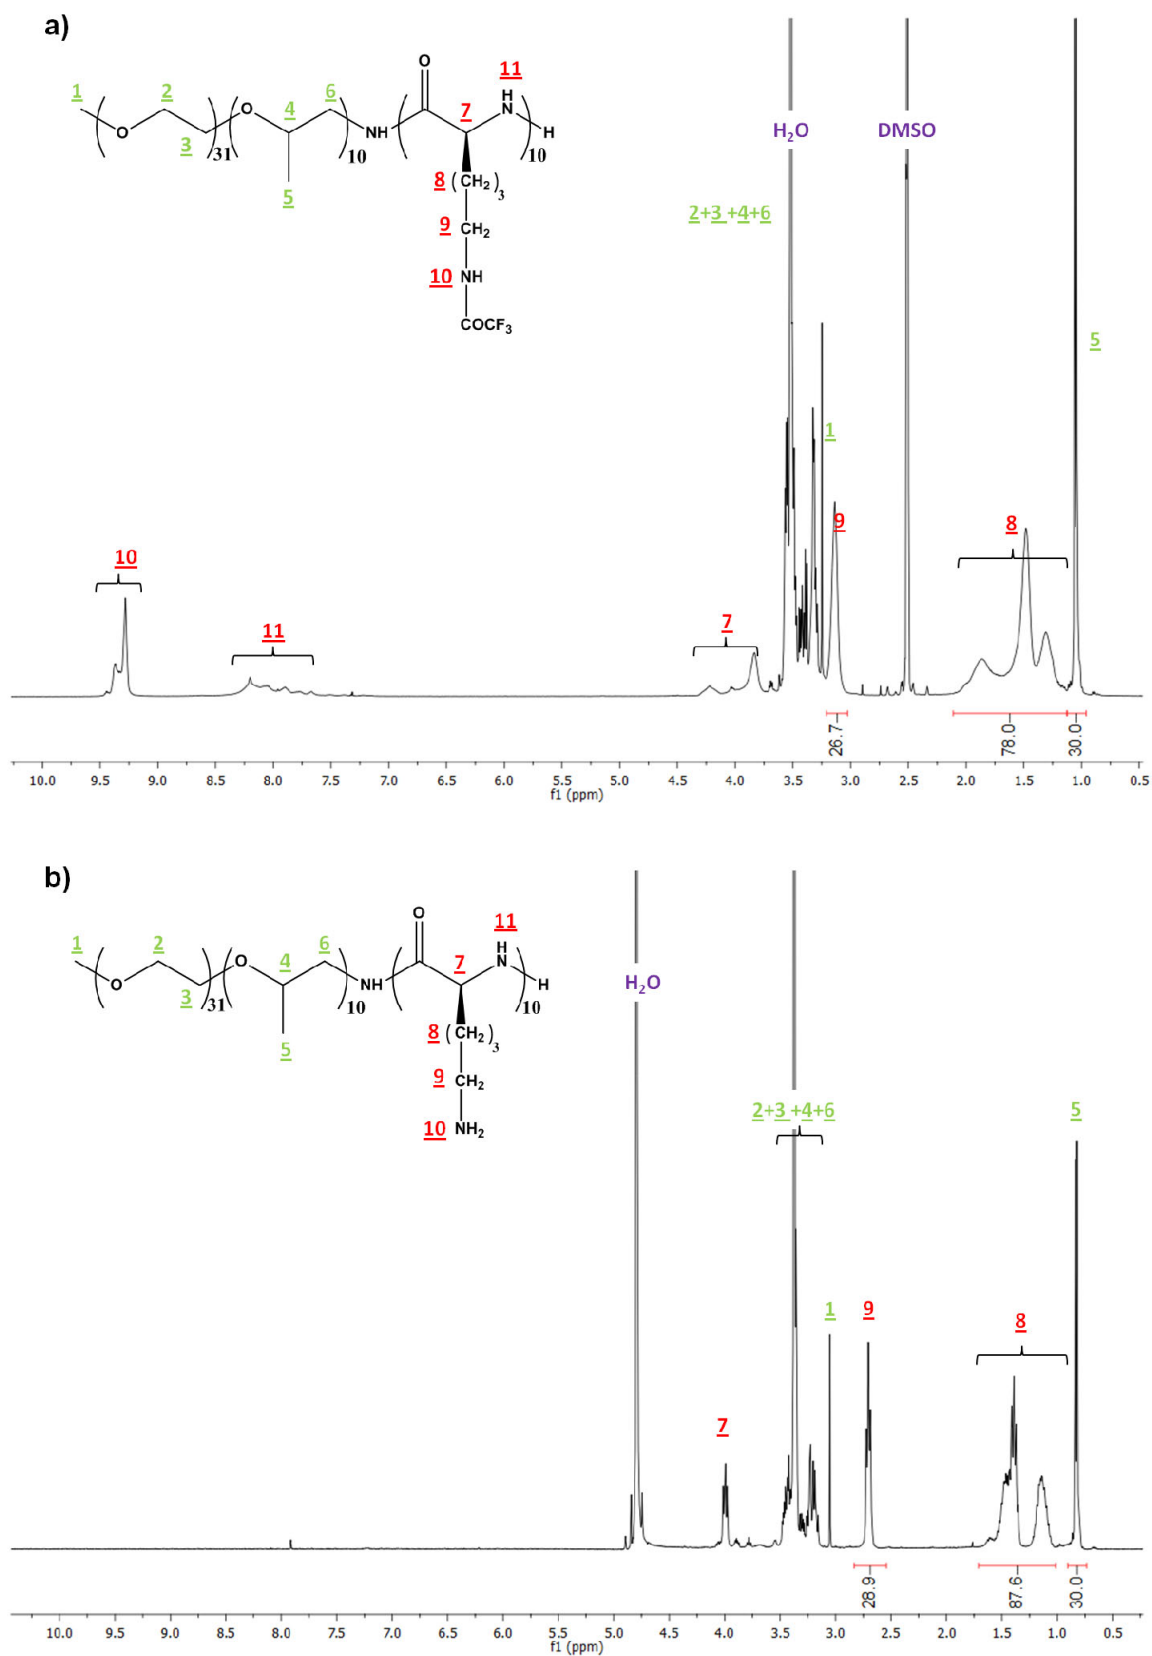 a)
O
11
1
2
4
6
7
H
N
O
O
NH
H
3
31
10
10
5
8
(CH₂)
3
9
CH₂
10
NH
COCF₃
H₂O
DMSO
2+3 +4+6
5
1
9
8
10
11
7
26.7
78.0
30.0
10.0 9.5 9.0 8.5 8.0 7.5 7.0 6.5 6.0 5.5 5.0 4.5 4.0 3.5 3.0 2.5 2.0 1.5 1.0 0.5
f1 (ppm)
b)
O
11
1
2
4
6
7
H
N
O
O
NH
H
3
31
10
10
5
8
(CH₂)
3
9
CH₂
10
NH₂
H₂O
2+3 +4+6
5
1
9
8
7
28.9
87.6
30.0
10.0 9.5 9.0 8.5 8.0 7.5 7.0 6.5 6.0 5.5 5.0 4.5 4.0 3.5 3.0 2.5 2.0 1.5 1.0 0.5
f1 (ppm)